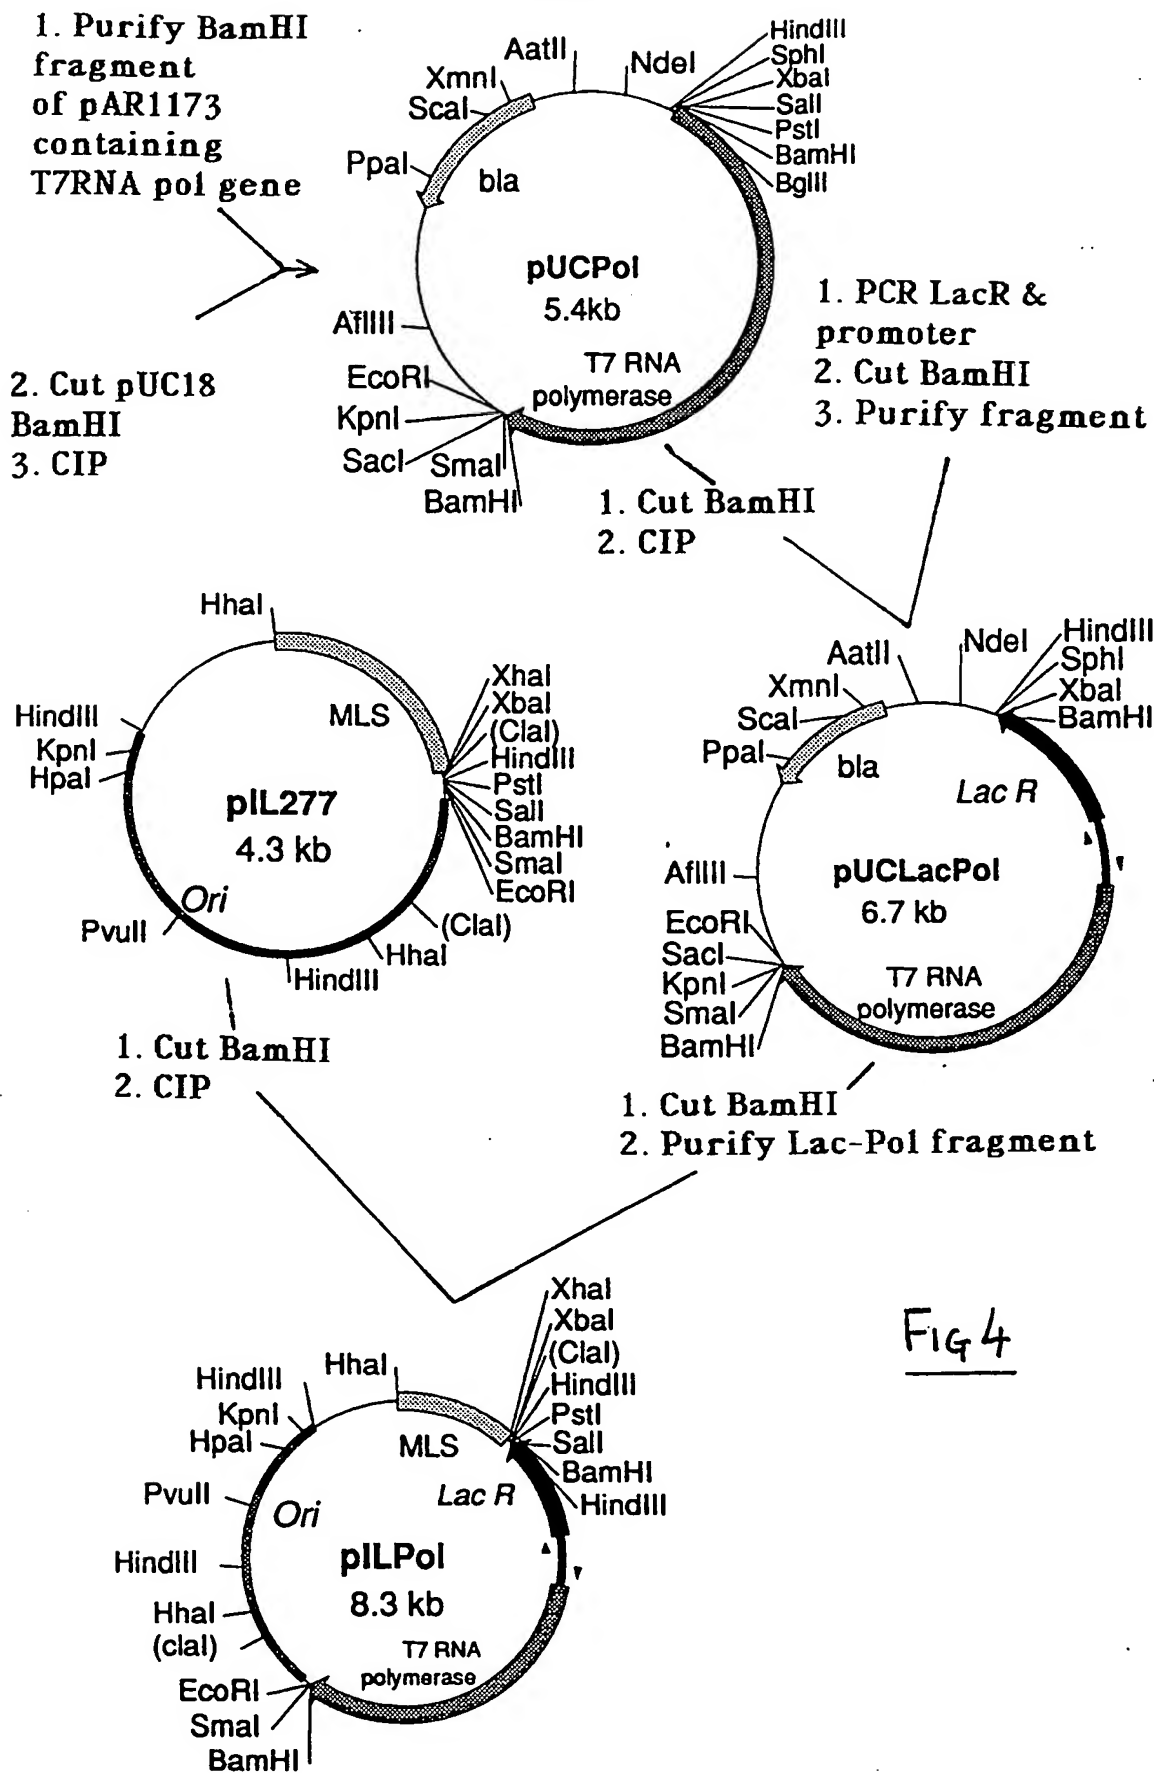 1. Purify BamHI
fragment
of pAR1173
containing
T7RNA pol gene
2. Cut pUC18
BamHI
3. CIP
AatII
NdeI
XmnI
ScaI
PpaI
bla
HindIII
SphI
XbaI
SalI
PstI
BamHI
BglII
pUCPol
5.4kb
AflIII
EcoRI
KpnI
SacI
SmaI
BamHI
T7 RNA
polymerase
1. PCR LacR &
promoter
2. Cut BamHI
3. Purify fragment
1. Cut BamHI
2. CIP
HhaI
MLS
XhaI
XbaI
(ClaI)
HindIII
PstI
SalI
BamHI
SmaI
EcoRI
(ClaI)
HhaI
HindIII
HindIII
KpnI
HpaI
pIL277
4.3 kb
Ori
PvuII
1. Cut BamHI
2. CIP
AatII
NdeI
HindIII
SphI
XbaI
BamHI
XmnI
ScaI
PpaI
bla
Lac R
pUCLacPol
6.7 kb
AflIII
EcoRI
SacI
KpnI
SmaI
BamHI
T7 RNA
polymerase
1. Cut BamHI
2. Purify Lac-Pol fragment
XhaI
XbaI
(ClaI)
HindIII
PstI
SalI
BamHI
HindIII
HhaI
MLS
Lac R
HindIII
KpnI
HpaI
PvuII
Ori
HindIII
HhaI
(claI)
EcoRI
SmaI
BamHI
pILPol
8.3 kb
T7 RNA
polymerase
FIG 4